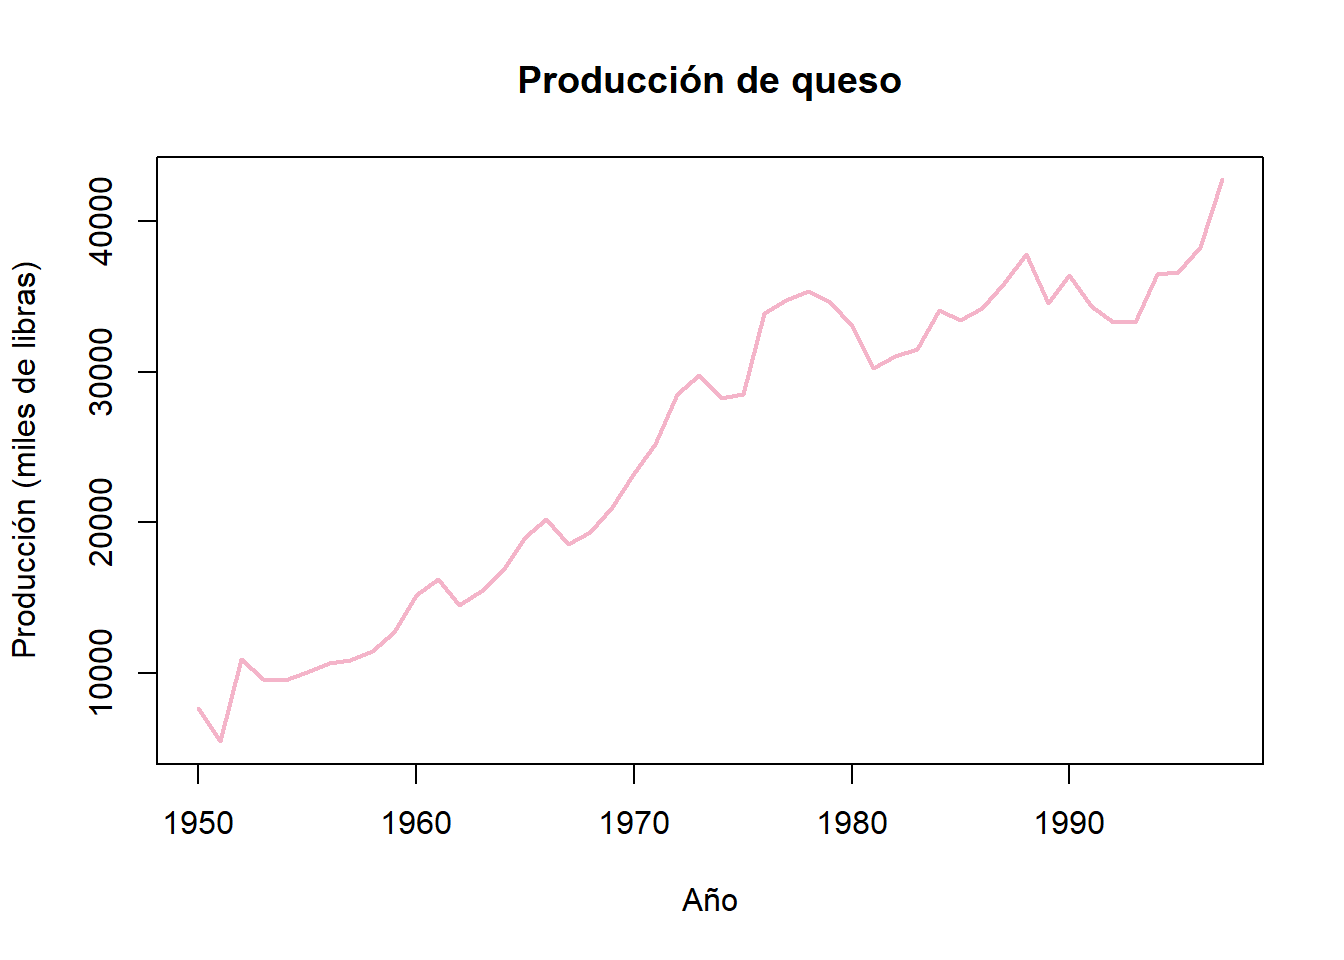 Producción de queso
Producción (miles de libras)
40000
30000
20000
10000
1950 1960 1970 1980 1990
Año